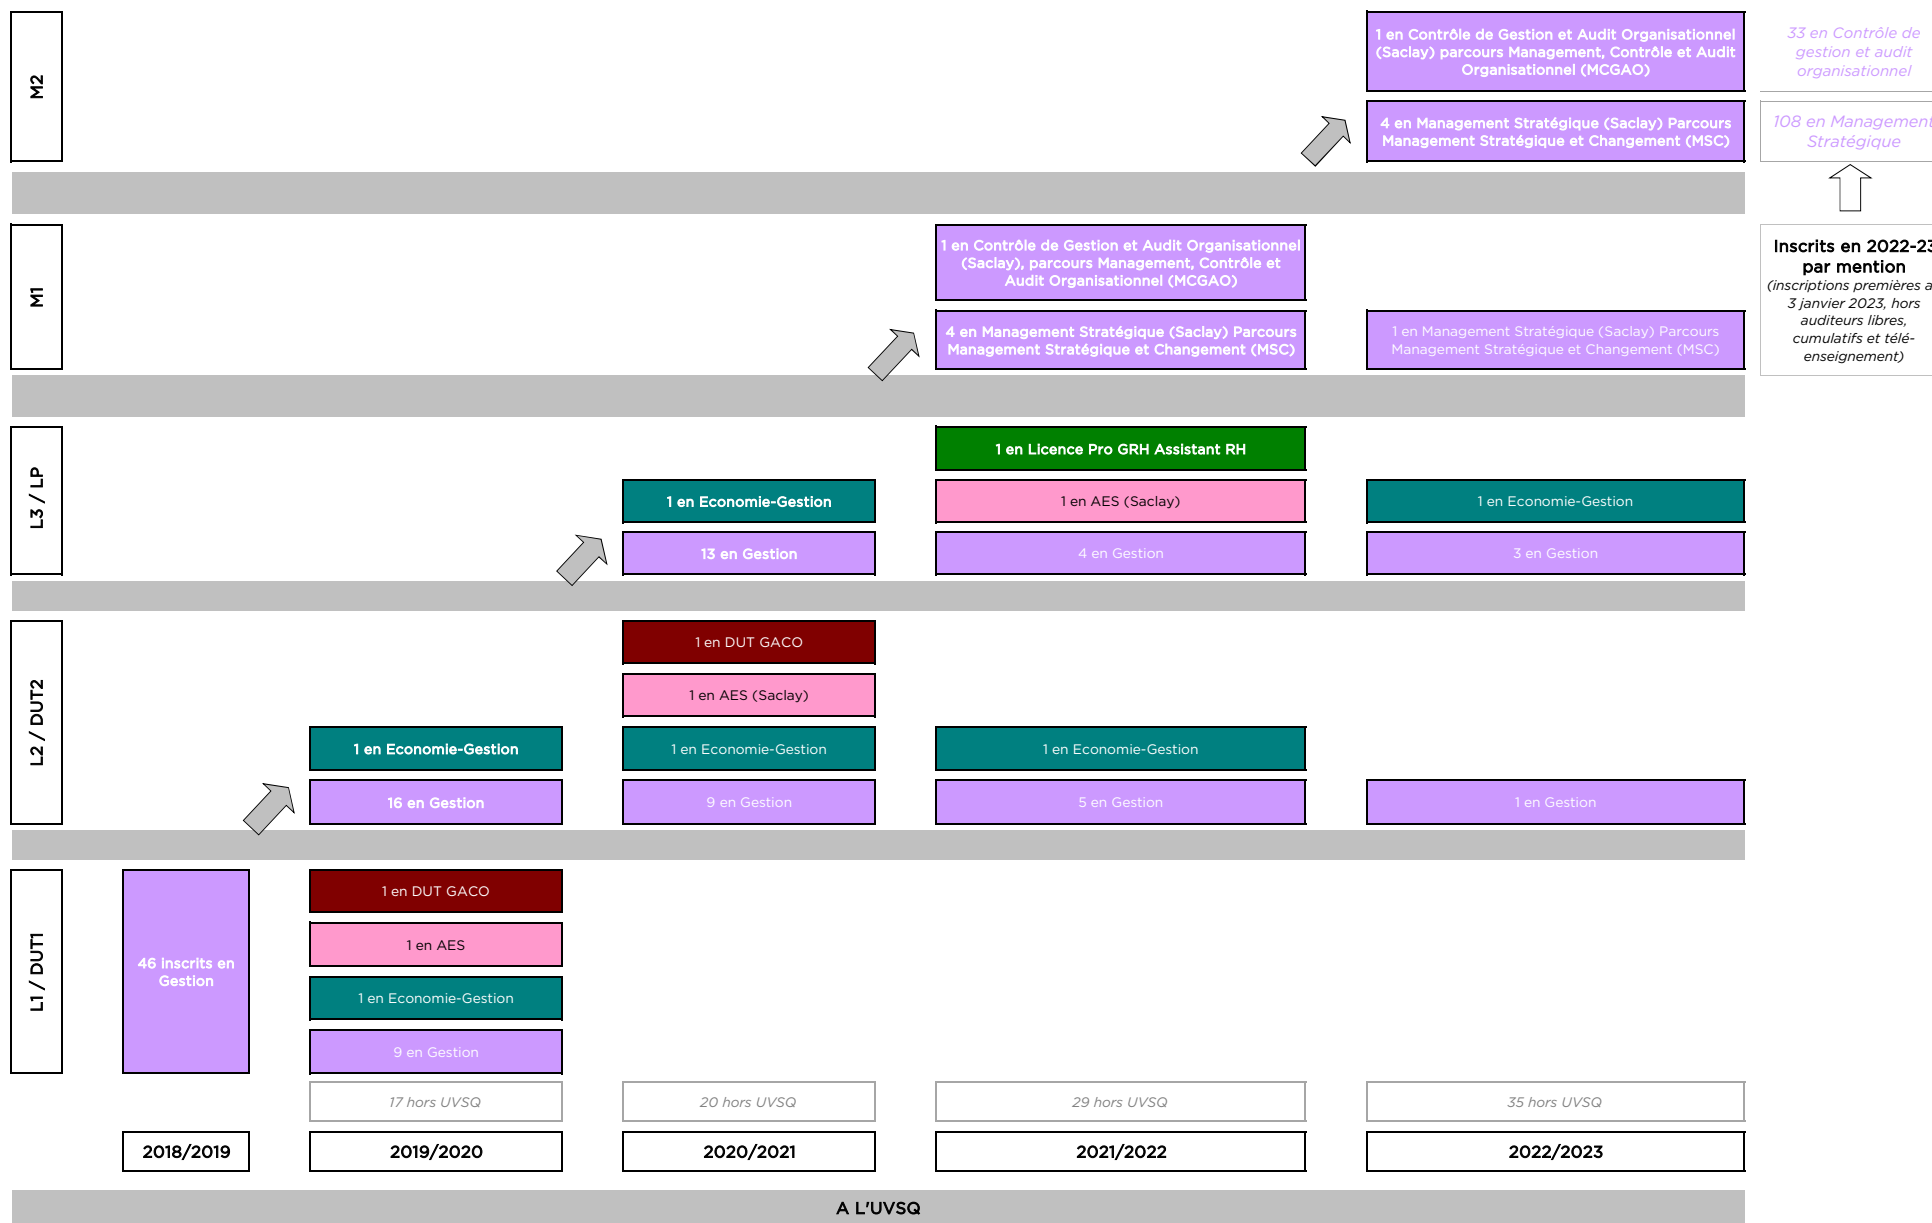 M2
1 en Contrôle de Gestion et Audit Organisationnel
(Saclay) parcours Management, Contrôle et Audit
Organisationnel (MCGAO)
33 en Contrôle de
gestion et audit
organisationnel
4 en Management Stratégique (Saclay) Parcours
Management Stratégique et Changement (MSC)
108 en Management
Stratégique
M1
1 en Contrôle de Gestion et Audit Organisationnel
(Saclay), parcours Management, Contrôle et
Audit Organisationnel (MCGAO)
4 en Management Stratégique (Saclay) Parcours
Management Stratégique et Changement (MSC)
1 en Management Stratégique (Saclay) Parcours
Management Stratégique et Changement (MSC)
Inscrits en 2022-23
par mention
(inscriptions premières a
3 janvier 2023, hors
auditeurs libres,
cumulatifs et télé-
enseignement)
L3 / LP
1 en Licence Pro GRH Assistant RH
1 en Economie-Gestion
1 en AES (Saclay)
1 en Economie-Gestion
13 en Gestion
4 en Gestion
3 en Gestion
L2 / DUT2
1 en DUT GACO
1 en AES (Saclay)
1 en Economie-Gestion
1 en Economie-Gestion
1 en Economie-Gestion
16 en Gestion
9 en Gestion
5 en Gestion
1 en Gestion
L1 / DUT1
46 inscrits en
Gestion
1 en DUT GACO
1 en AES
1 en Economie-Gestion
9 en Gestion
17 hors UVSQ
20 hors UVSQ
29 hors UVSQ
35 hors UVSQ
2018/2019
2019/2020
2020/2021
2021/2022
2022/2023
A L'UVSQ